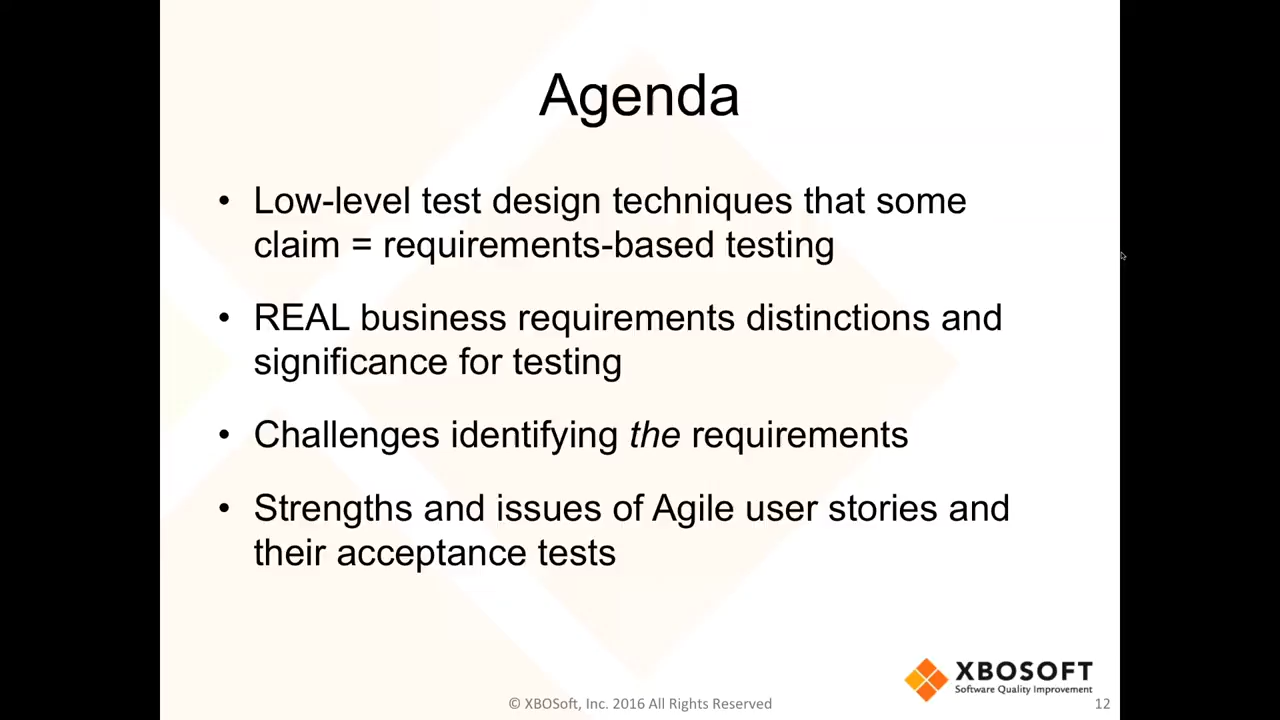 Agenda
• Low-level test design techniques that some
claim = requirements-based testing
• REAL business requirements distinctions and
significance for testing
• Challenges identifying the requirements
• Strengths and issues of Agile user stories and
their acceptance tests
XBOSOFT
Software Quality Improvement
© XBOSoft, Inc. 2016 All Rights Reserved
12